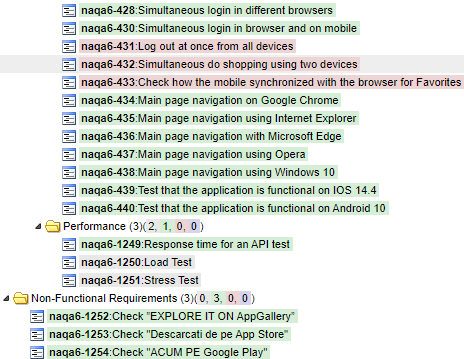 naqa6-428:Simultaneous login in different browsers
naqa6-430:Simultaneous login in browser and on mobile
naqa6-431:Log out at once from all devices
naqa6-432:Simultaneous do shopping using two devices
naqa6-433:Check how the mobile synchronized with the browser for Favorites
naqa6-434:Main page navigation on Google Chrome
naqa6-435:Main page navigation using Internet Explorer
naqa6-436:Main page navigation with Microsoft Edge
naqa6-437:Main page navigation using Opera
naqa6-438:Main page navigation using Windows 10
naqa6-439:Test that the application is functional on IOS 14.4
naqa6-440:Test that the application is functional on Android 10
Performance (3)(2, 1, 0, 0)
naqa6-1249:Response time for an API test
naqa6-1250:Load Test
naqa6-1251:Stress Test
Non-Functional Requirements (3)(0, 3, 0, 0)
naqa6-1252:Check "EXPLORE IT ON AppGallery"
naqa6-1253:Check "Descarcati de pe App Store"
naqa6-1254:Check "ACUM PE Google Play"